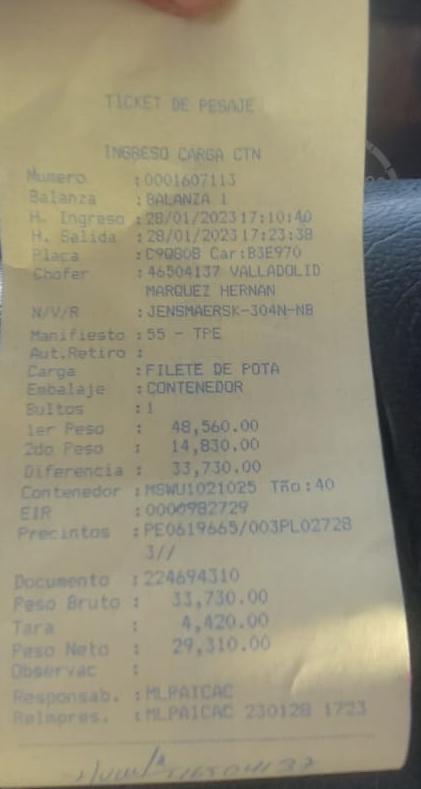 TICKET DE PESAJE
INGRESO CARGA CTN
Numero :0001607113
Balanza :BALANZA 1
H. Ingreso :28/01/2023 17:10:40
H. Salida :28/01/2023 17:23:38
Placa :C9Q808 Car:B3E970
Chofer :46504137 VALLADOLID
MARQUEZ HERNAN
N/V/R :JENSMAERSK-304N-NB
Manifiesto :55 - TPE
Aut.Retiro :
Carga :FILETE DE POTA
Embalaje :CONTENEDOR
Bultos :1
1er Peso : 48,560.00
2do Peso : 14,830.00
Diferencia : 33,730.00
Contenedor :MSWU1021025 Tño:40
EIR :0000982729
Precintos :PE0619665/003PL02728
3//
Documento :224694310
Peso Bruto : 33,730.00
Tara : 4,420.00
Peso Neto : 29,310.00
Observac :
Responsab. :MLPAICAC
Reimpres. :MLPAICAC 230128 1723